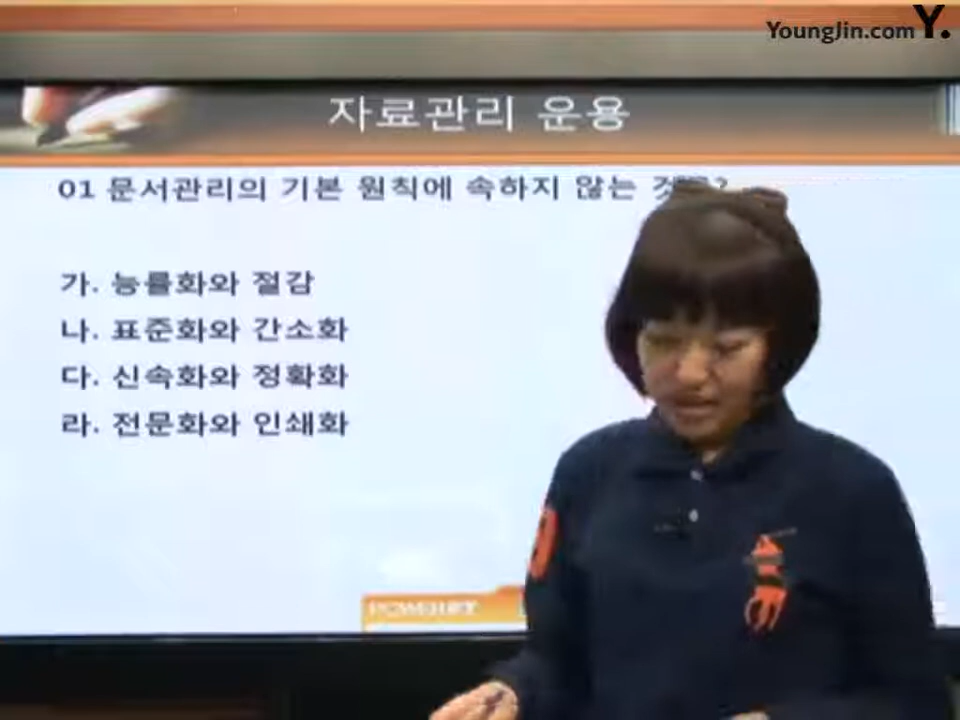 YoungJin.com Y.
자료관리 운용
01 문서관리의 기본 원칙에 속하지 않는
가. 능률화와 절감
나. 표준화와 간소화
다. 신속화와 정확화
라. 전문화와 인쇄화